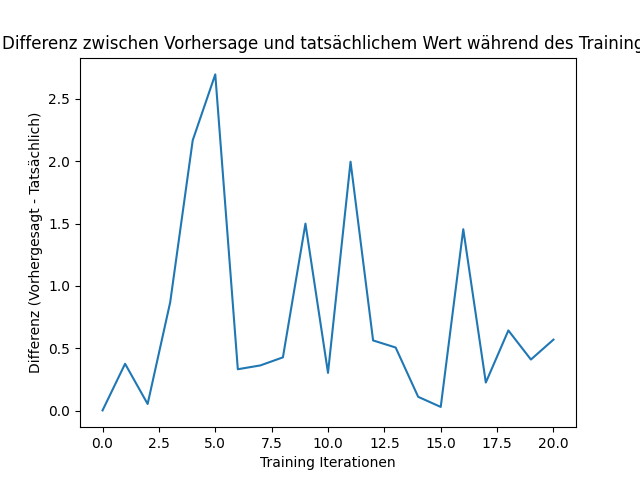 Differenz zwischen Vorhersage und tatsächlichem Wert während des Training
Differenz (Vorhergesagt - Tatsächlich)
2.5
2.0
1.5
1.0
0.5
0.0
0.0 2.5 5.0 7.5 10.0 12.5 15.0 17.5 20.0
Training Iterationen